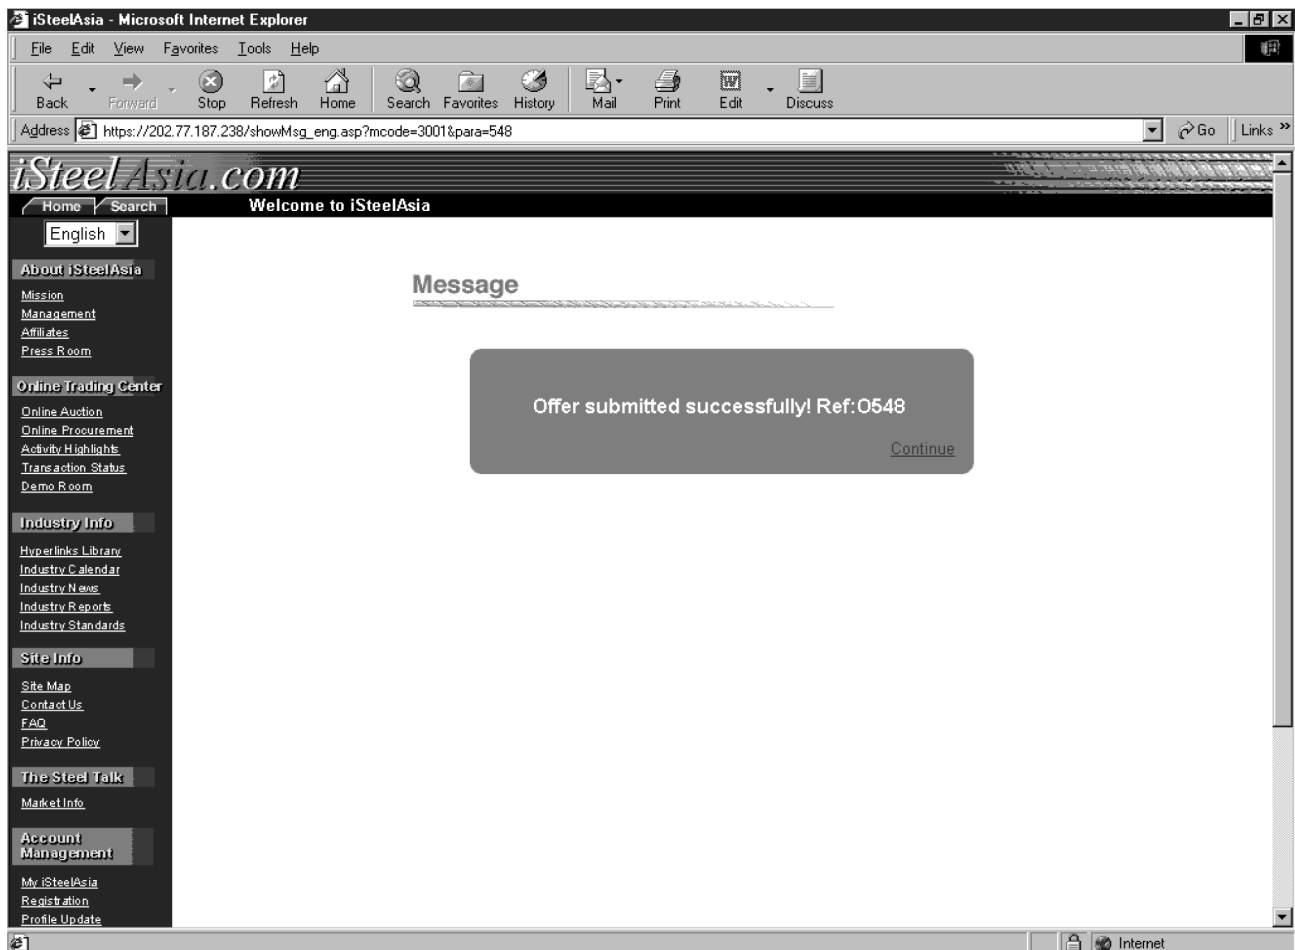 iSteelAsia - Microsoft Internet Explorer
File Edit View Favorites Tools Help
Back Forward Stop Refresh Home Search Favorites History Mail Print Edit Discuss
Address https://202.77.187.238/showMsg_eng.asp?mcode=3001&para=548 Go Links »
iSteelAsia.com
Home Search Welcome to iSteelAsia
English
About iSteelAsia
Mission
Management
Affiliates
Press Room
Online Trading Center
Online Auction
Online Procurement
Activity Highlights
Transaction Status
Demo Room
Industry Info
Hyperlinks Library
Industry Calendar
Industry News
Industry Reports
Industry Standards
Site Info
Site Map
Contact Us
FAQ
Privacy Policy
The Steel Talk
Market Info
Account
Management
My iSteelAsia
Registration
Profile Update
Message
Offer submitted successfully! Ref:O548
Continue
Internet